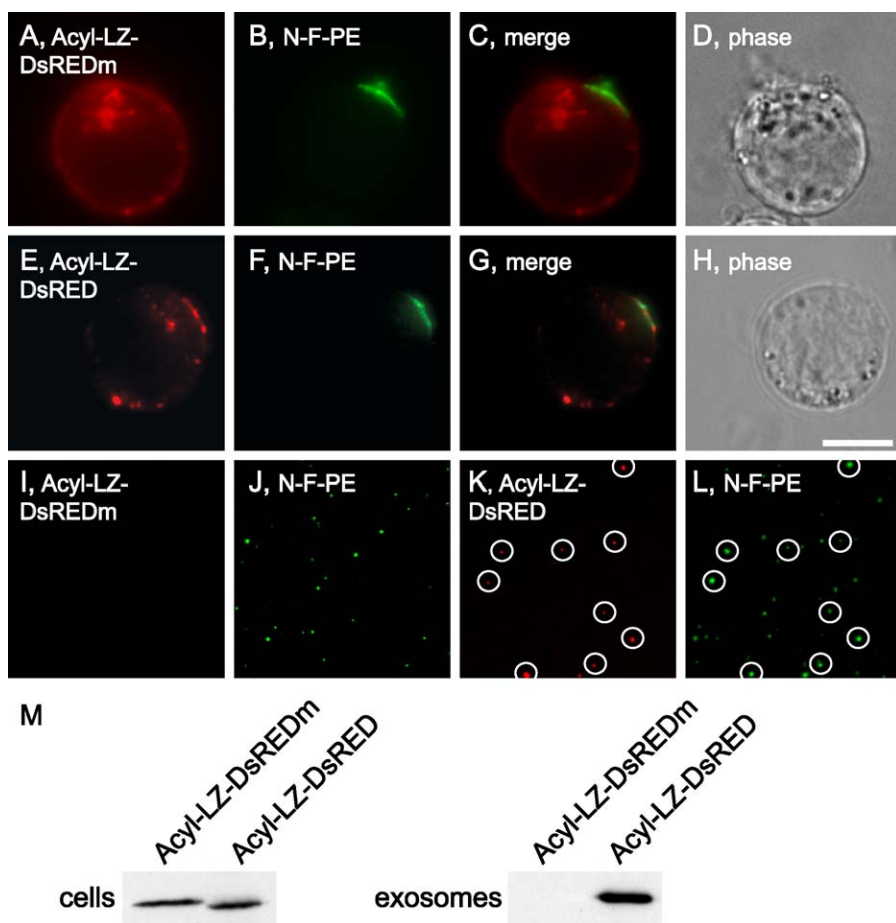 A, Acyl-LZ-
DsREDm
B, N-F-PE
C, merge
D, phase
E, Acyl-LZ-
DsRED
F, N-F-PE
G, merge
H, phase
I, Acyl-LZ-
DsREDm
J, N-F-PE
K, Acyl-LZ-
DsRED
L, N-F-PE
M
Acyl-LZ-DsREDm
Acyl-LZ-DsRED
Acyl-LZ-DsREDm
Acyl-LZ-DsRED
cells
exosomes